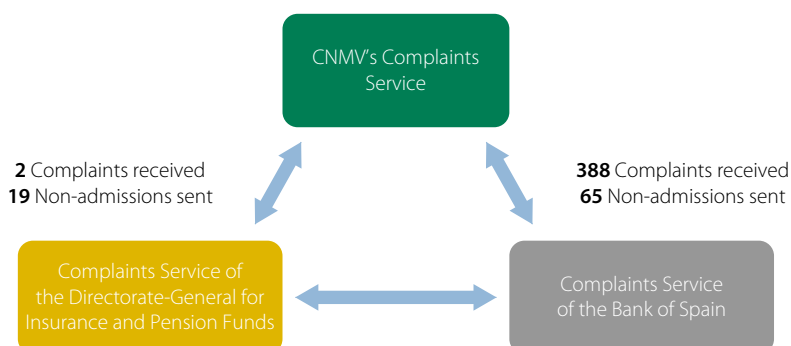 CNMV's Complaints
Service
2 Complaints received
19 Non-admissions sent
388 Complaints received
65 Non-admissions sent
Complaints Service of
the Directorate-General for
Insurance and Pension Funds
Complaints Service
of the Bank of Spain